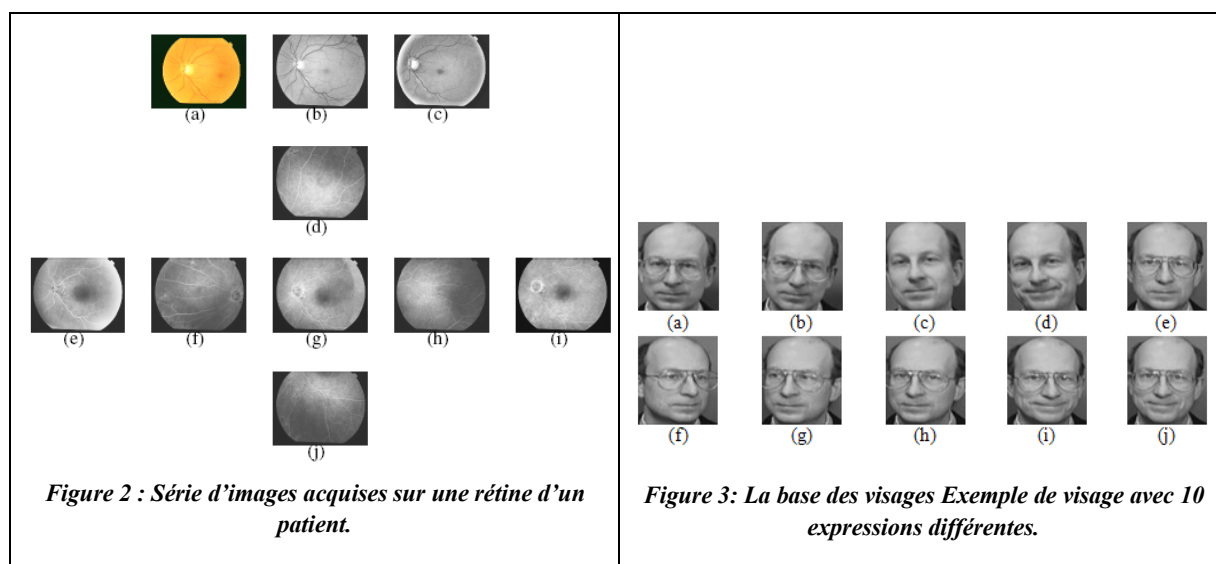 (a) (b) (c)
(d)
(e) (f) (g) (h) (i)
(j)
Figure 2 : Série d’images acquises sur une rétine d’un
patient.
(a) (b) (c) (d) (e)
(f) (g) (h) (i) (j)
Figure 3: La base des visages Exemple de visage avec 10
expressions différentes.